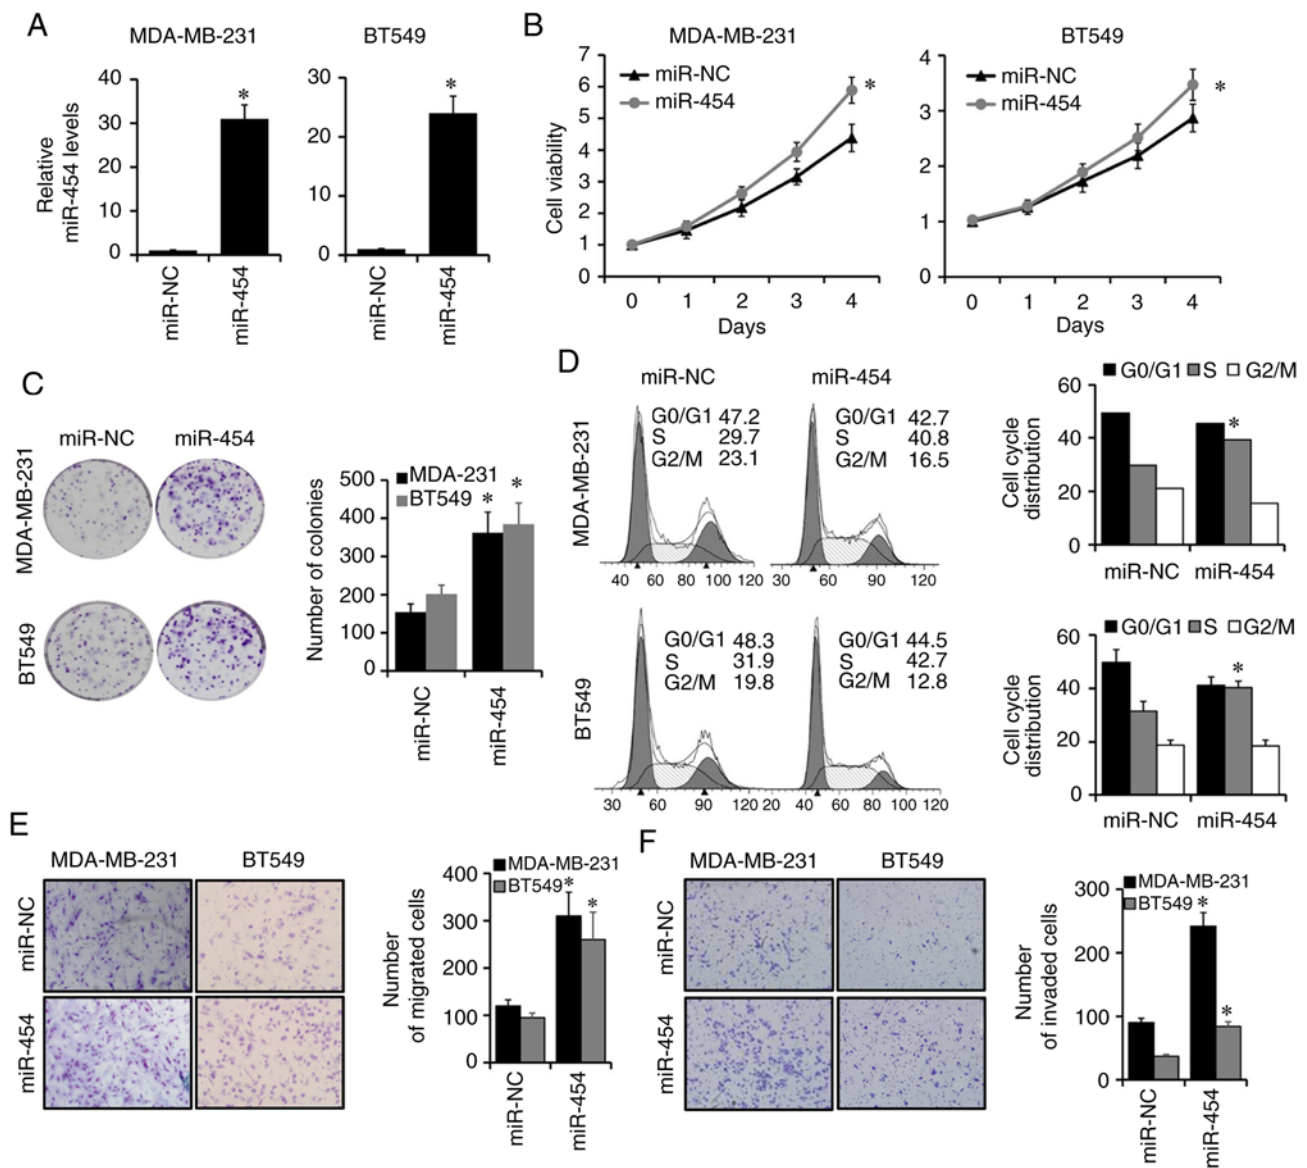 A
MDA-MB-231
BT549
Relative
miR-454 levels
40
30
20
10
0
*
miR-NC
miR-454
30
20
10
0
*
miR-NC
miR-454
B
MDA-MB-231
BT549
Cell viability
7
6
5
4
3
2
1
0
miR-NC
miR-454
*
0 1 2 3 4
Days
4
3
2
1
0
miR-NC
miR-454
*
0 1 2 3 4
Days
C
miR-NC miR-454
MDA-MB-231
BT549
Number of colonies
500
400
300
200
100
0
MDA-231
BT549
* *
miR-NC
miR-454
D
miR-NC
miR-454
MDA-MB-231
G0/G1 47.2
S 29.7
G2/M 23.1
40 60 80 100 120
G0/G1 42.7
S 40.8
G2/M 16.5
30 60 90 120
BT549
G0/G1 48.3
S 31.9
G2/M 19.8
30 60 90 120
G0/G1 44.5
S 42.7
G2/M 12.8
20 40 60 80 100 120
G0/G1 S G2/M
Cell cycle
distribution
60
40
20
0
*
miR-NC miR-454
G0/G1 S G2/M
Cell cycle
distribution
60
40
20
0
*
miR-NC miR-454
E
MDA-MB-231 BT549
miR-NC
miR-454
Number
of migrated cells
400
300
200
100
0
MDA-MB-231
BT549
* *
miR-NC
miR-454
F
MDA-MB-231 BT549
miR-NC
miR-454
Number
of invaded cells
300
200
100
0
MDA-MB-231
BT549
*
*
miR-NC
miR-454